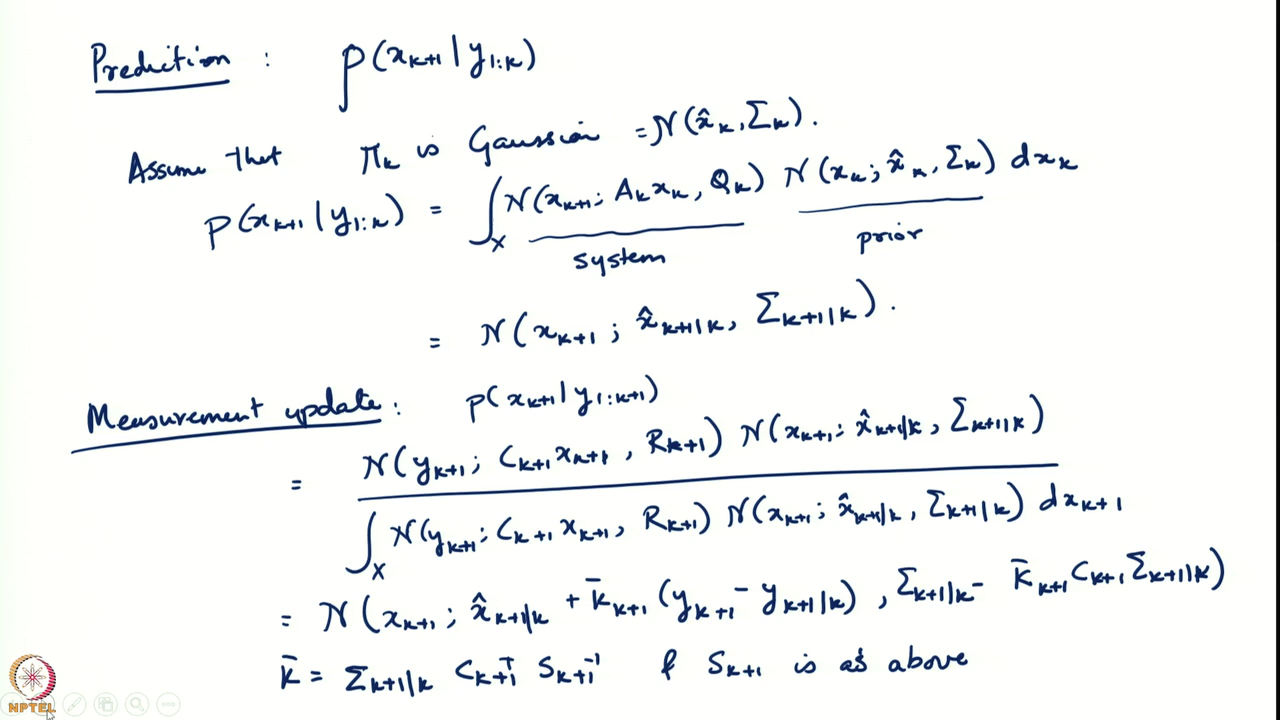 Prediction : p(x_{k+1} | y_{1:k})
Assume that π_k is Gaussian = N(x̂_k, Σ_k).
p(x_{k+1} | y_{1:k}) = ∫_X N(x_{k+1}; A_k x_k, Q_k) N(x_k; x̂_k, Σ_k) dx_k
system prior
= N(x_{k+1}; x̂_{k+1|k}, Σ_{k+1|k}).
Measurement update : p(x_{k+1} | y_{1:k+1})
= N(y_{k+1}; C_{k+1} x_{k+1}, R_{k+1}) N(x_{k+1}; x̂_{k+1|k}, Σ_{k+1|k})
∫_X N(y_{k+1}; C_{k+1} x_{k+1}, R_{k+1}) N(x_{k+1}; x̂_{k+1|k}, Σ_{k+1|k}) dx_{k+1}
= N(x_{k+1}; x̂_{k+1|k} + K̄_{k+1}(y_{k+1} - y_{k+1|k}), Σ_{k+1|k} - K̄_{k+1} C_{k+1} Σ_{k+1|k})
K̄ = Σ_{k+1|k} C_{k+1}^T S_{k+1}^{-1} & S_{k+1} is as above
NPTEL